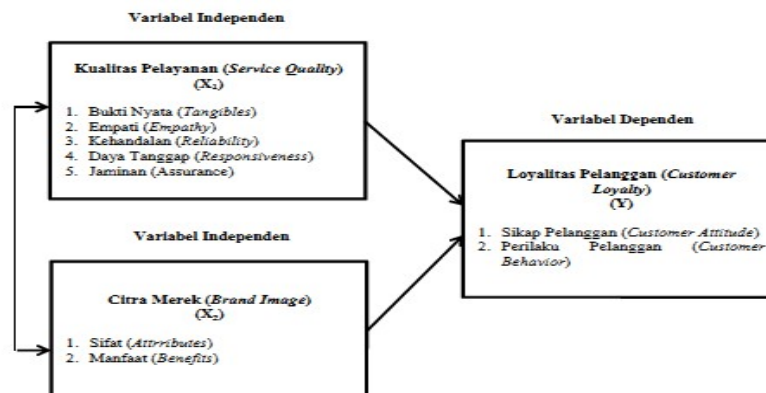 Variabel Independen
Kualitas Pelayanan (Service Quality)
(X₁)
1. Bukti Nyata (Tangibles)
2. Empati (Empathy)
3. Kehandalan (Reliability)
4. Daya Tanggap (Responsiveness)
5. Jaminan (Assurance)
Variabel Independen
Citra Merek (Brand Image)
(X₂)
1. Sifat (Attrributes)
2. Manfaat (Benefits)
Variabel Dependen
Loyalitas Pelanggan (Customer
Loyalty)
(Y)
1. Sikap Pelanggan (Customer Attitude)
2. Perilaku Pelanggan (Customer
Behavior)